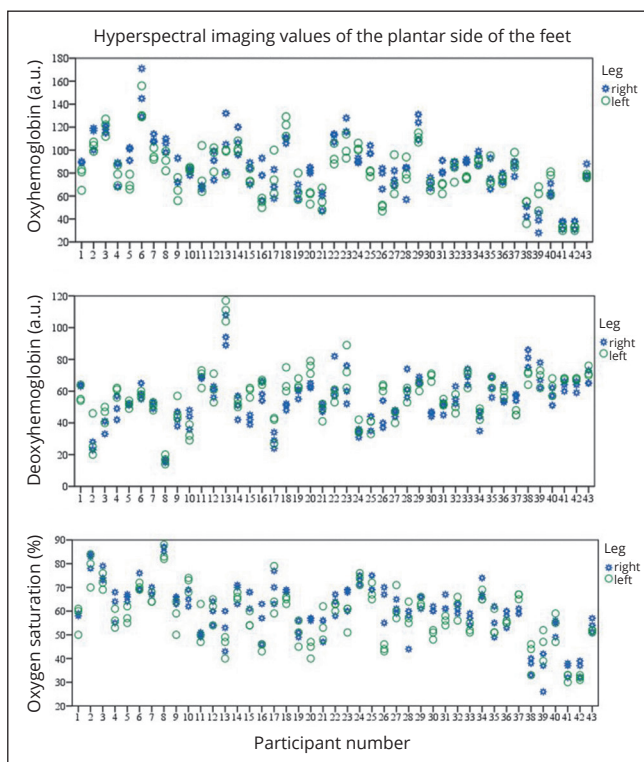 Hyperspectral imaging values of the plantar side of the feet
Oxyhemoglobin (a.u.)
180
160
140
120
100
80
60
40
20
1 2 3 4 5 6 7 8 9 10 11 12 13 14 15 16 17 18 19 20 21 22 23 24 25 26 27 28 29 30 31 32 33 34 35 36 37 38 39 40 41 42 43
Leg
right
left
Deoxyhemoglobin (a.u.)
120
100
80
60
40
20
0
1 2 3 4 5 6 7 8 9 10 11 12 13 14 15 16 17 18 19 20 21 22 23 24 25 26 27 28 29 30 31 32 33 34 35 36 37 38 39 40 41 42 43
Leg
right
left
Oxygen saturation (%)
90
80
70
60
50
40
30
20
1 2 3 4 5 6 7 8 9 10 11 12 13 14 15 16 17 18 19 20 21 22 23 24 25 26 27 28 29 30 31 32 33 34 35 36 37 38 39 40 41 42 43
Leg
right
left
Participant number